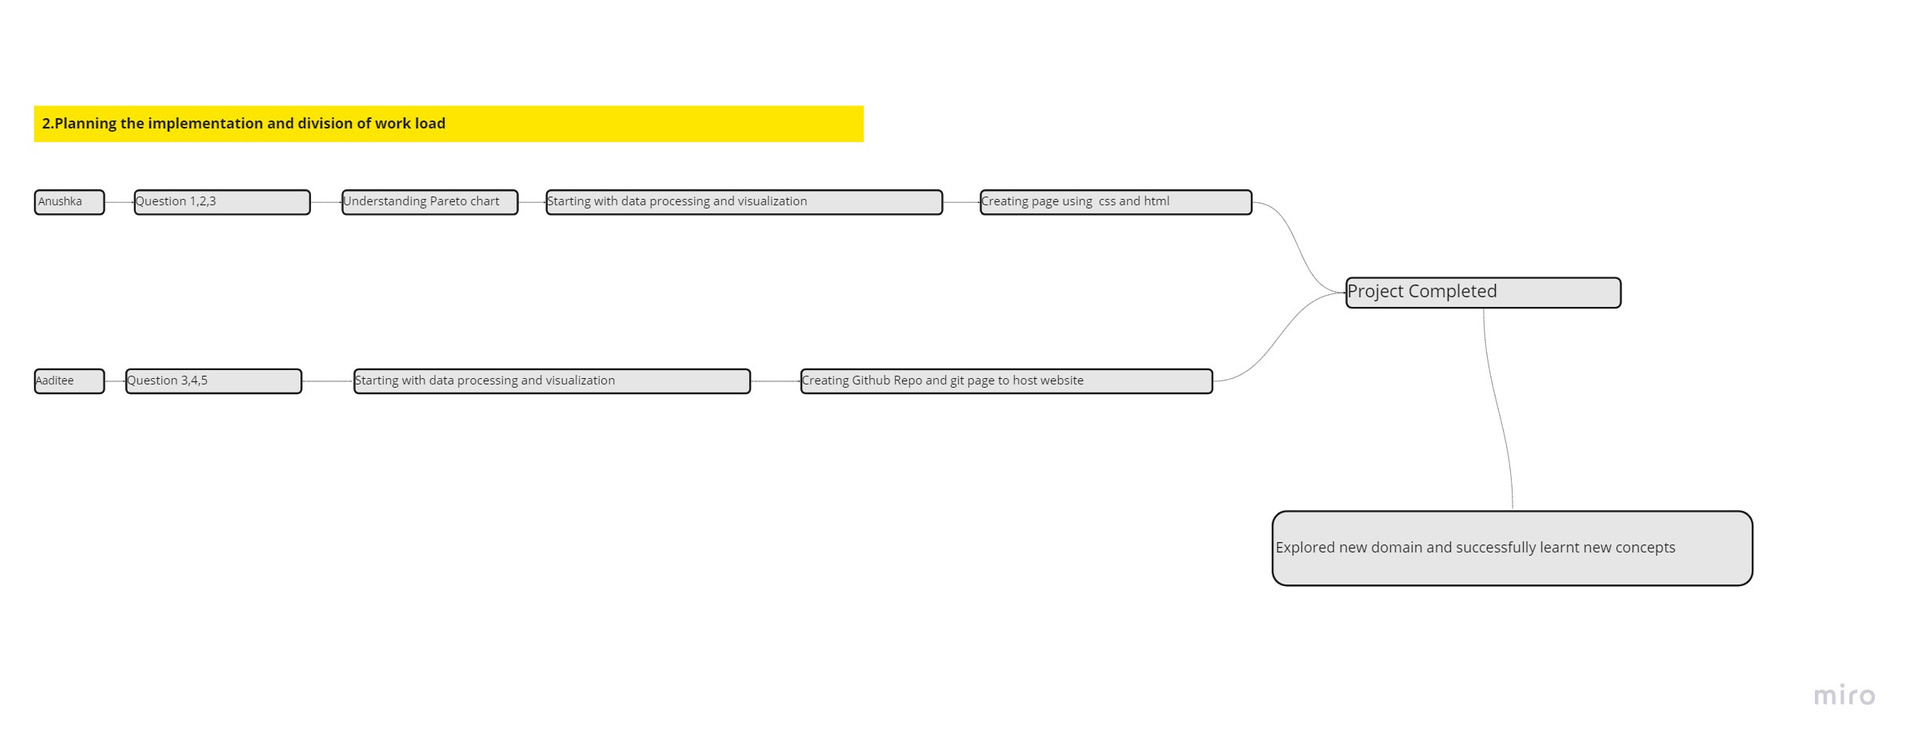 2.Planning the implementation and division of work load
Anushka
Question 1,2,3
Understanding Pareto chart
Starting with data processing and visualization
Creating page using  css and html
Project Completed
Aaditee
Question 3,4,5
Starting with data processing and visualization
Creating Github Repo and git page to host website
Explored new domain and successfully learnt new concepts
miro